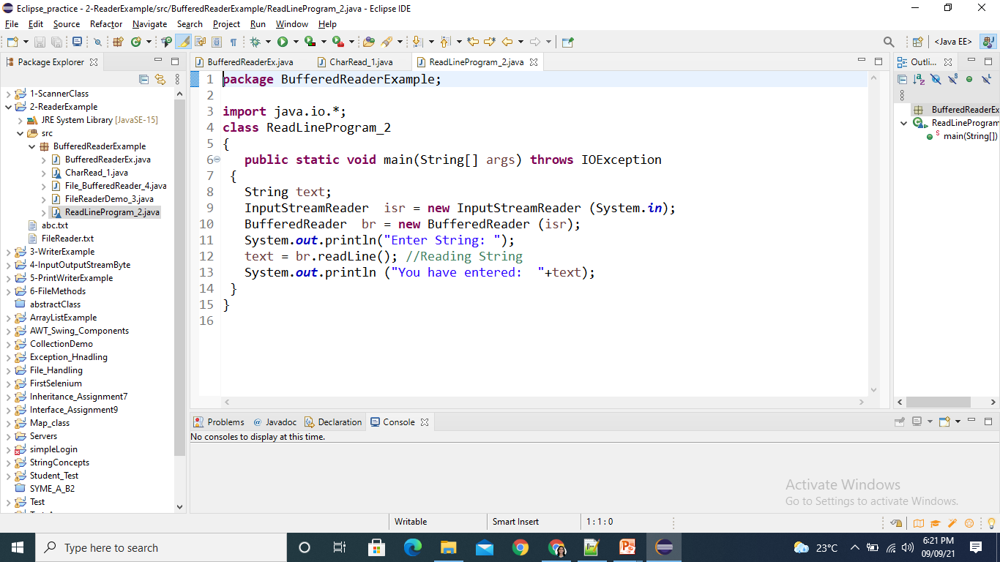 Eclipse_practice - 2-ReaderExample/src/BufferedReaderExample/ReadLineProgram_2.java - Eclipse IDE
File Edit Source Refactor Navigate Search Project Run Window Help
<Java EE>
Package Explorer
1-ScannerClass
2-ReaderExample
JRE System Library [JavaSE-15]
src
BufferedReaderExample
BufferedReaderEx.java
CharRead_1.java
File_BufferedReader_4.java
FileReaderDemo_3.java
ReadLineProgram_2.java
abc.txt
FileReader.txt
3-WriterExample
4-InputOutputStreamByte
5-PrintWriterExample
6-FileMethods
abstractClass
ArrayListExample
AWT_Swing_Components
CollectionDemo
Exception_Hnadling
File_Handling
FirstSelenium
Inheritance_Assignment7
Interface_Assignment9
Map_class
Servers
simpleLogin
StringConcepts
Student_Test
SYME_A_B2
Test
BufferedReaderEx.java CharRead_1.java ReadLineProgram_2.java
1 package BufferedReaderExample;
2
3 import java.io.*;
4 class ReadLineProgram_2
5 {
6 public static void main(String[] args) throws IOException
7 {
8 String text;
9 InputStreamReader isr = new InputStreamReader (System.in);
10 BufferedReader br = new BufferedReader (isr);
11 System.out.println("Enter String: ");
12 text = br.readLine(); //Reading String
13 System.out.println ("You have entered:  "+text);
14 }
15 }
16
Outli...
BufferedReaderEx
ReadLineProgram
main(String[])
Problems @ Javadoc Declaration Console
No consoles to display at this time.
Activate Windows
Go to Settings to activate Windows.
Writable Smart Insert 1 : 1 : 0
Type here to search
23°C
6:21 PM
09/09/21